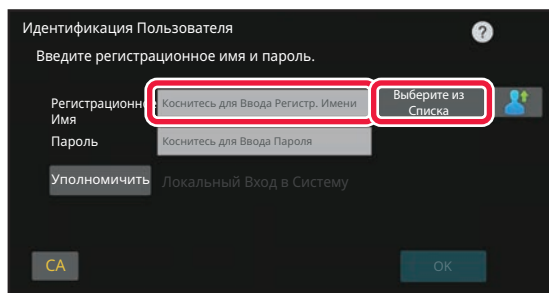 Идентификация Пользователя
?
Введите регистрационное имя и пароль.
Регистрационное
Имя
Коснитесь для Ввода Регистр. Имени
Выберите из
Списка
Пароль
Коснитесь для Ввода Пароля
Уполномичить
Локальный Вход в Систему
CA
OK